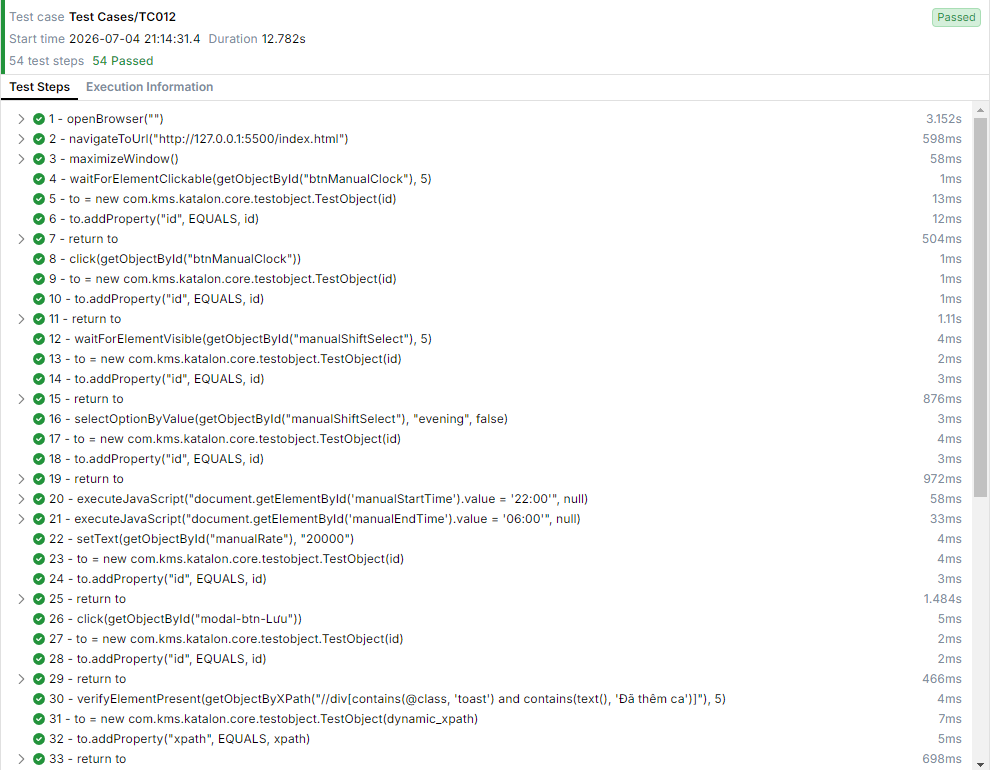 Test case Test Cases/TC012
Passed
Start time 2026-07-04 21:14:31.4 Duration 12.782s
54 test steps 54 Passed
Test Steps Execution Information
1 - openBrowser("") 3.152s
2 - navigateToUrl("http://127.0.0.1:5500/index.html") 598ms
3 - maximizeWindow() 58ms
4 - waitForElementClickable(getObjectById("btnManualClock"), 5) 1ms
5 - to = new com.kms.katalon.core.testobject.TestObject(id) 13ms
6 - to.addProperty("id", EQUALS, id) 12ms
7 - return to 504ms
8 - click(getObjectById("btnManualClock")) 1ms
9 - to = new com.kms.katalon.core.testobject.TestObject(id) 1ms
10 - to.addProperty("id", EQUALS, id) 1ms
11 - return to 1.11s
12 - waitForElementVisible(getObjectById("manualShiftSelect"), 5) 4ms
13 - to = new com.kms.katalon.core.testobject.TestObject(id) 2ms
14 - to.addProperty("id", EQUALS, id) 3ms
15 - return to 876ms
16 - selectOptionByValue(getObjectById("manualShiftSelect"), "evening", false) 3ms
17 - to = new com.kms.katalon.core.testobject.TestObject(id) 4ms
18 - to.addProperty("id", EQUALS, id) 3ms
19 - return to 972ms
20 - executeJavaScript("document.getElementById('manualStartTime').value = '22:00'", null) 58ms
21 - executeJavaScript("document.getElementById('manualEndTime').value = '06:00'", null) 33ms
22 - setText(getObjectById("manualRate"), "20000") 4ms
23 - to = new com.kms.katalon.core.testobject.TestObject(id) 4ms
24 - to.addProperty("id", EQUALS, id) 3ms
25 - return to 1.484s
26 - click(getObjectById("modal-btn-Lưu")) 5ms
27 - to = new com.kms.katalon.core.testobject.TestObject(id) 2ms
28 - to.addProperty("id", EQUALS, id) 2ms
29 - return to 466ms
30 - verifyElementPresent(getObjectByXPath("//div[contains(@class, 'toast') and contains(text(), 'Đã thêm ca')]"), 5) 4ms
31 - to = new com.kms.katalon.core.testobject.TestObject(dynamic_xpath) 7ms
32 - to.addProperty("xpath", EQUALS, xpath) 5ms
33 - return to 698ms